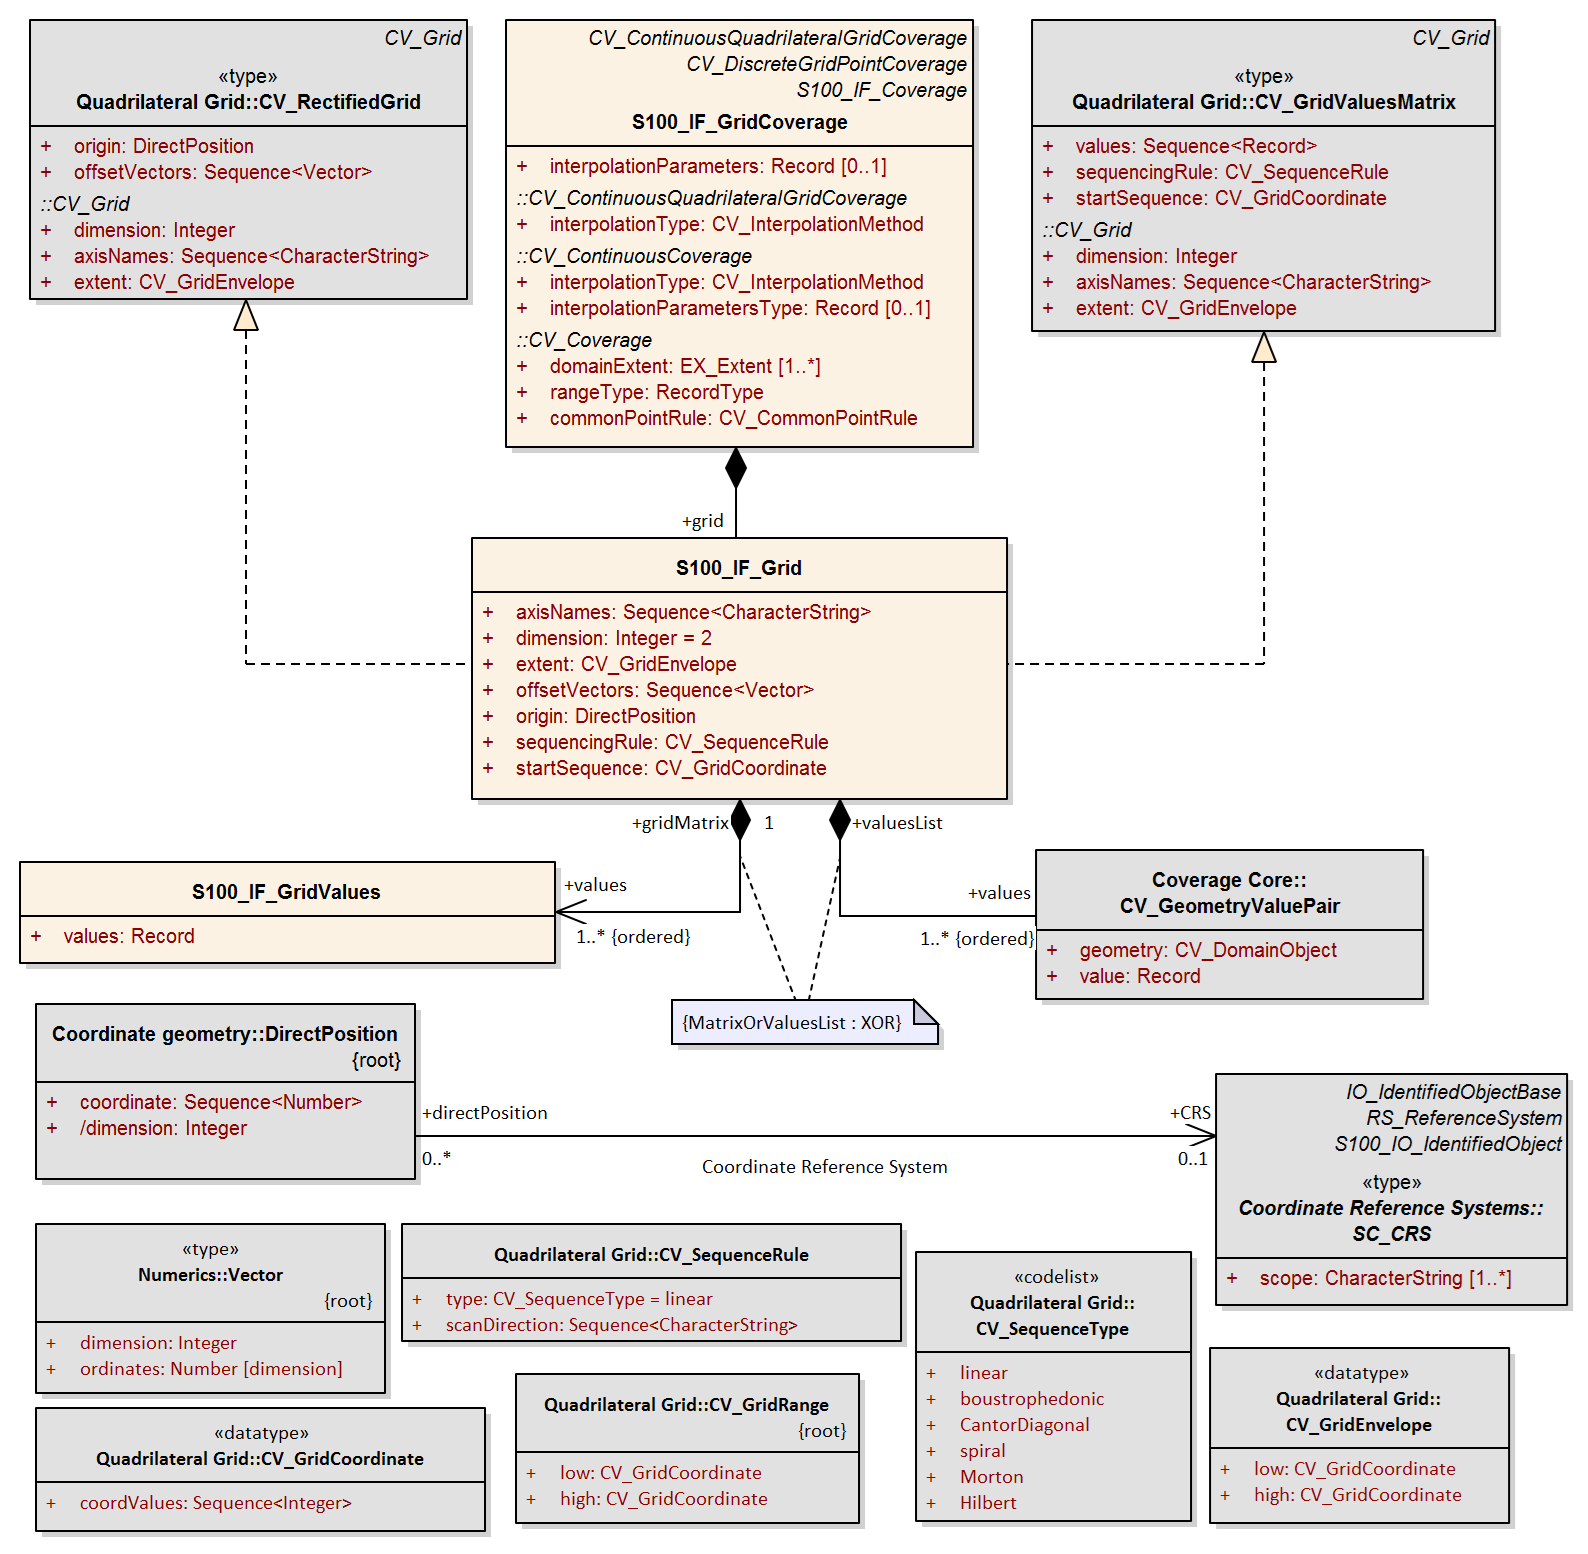 CV_Grid
«type»
Quadrilateral Grid::CV_RectifiedGrid
+ origin: DirectPosition
+ offsetVectors: Sequence<Vector>
::CV_Grid
+ dimension: Integer
+ axisNames: Sequence<CharacterString>
+ extent: CV_GridEnvelope
CV_ContinuousQuadrilateralGridCoverage
CV_DiscreteGridPointCoverage
S100_IF_Coverage
S100_IF_GridCoverage
+ interpolationParameters: Record [0..1]
::CV_ContinuousQuadrilateralGridCoverage
+ interpolationType: CV_InterpolationMethod
::CV_ContinuousCoverage
+ interpolationType: CV_InterpolationMethod
+ interpolationParametersType: Record [0..1]
::CV_Coverage
+ domainExtent: EX_Extent [1..*]
+ rangeType: RecordType
+ commonPointRule: CV_CommonPointRule
CV_Grid
«type»
Quadrilateral Grid::CV_GridValuesMatrix
+ values: Sequence<Record>
+ sequencingRule: CV_SequenceRule
+ startSequence: CV_GridCoordinate
::CV_Grid
+ dimension: Integer
+ axisNames: Sequence<CharacterString>
+ extent: CV_GridEnvelope
+grid
S100_IF_Grid
+ axisNames: Sequence<CharacterString>
+ dimension: Integer = 2
+ extent: CV_GridEnvelope
+ offsetVectors: Sequence<Vector>
+ origin: DirectPosition
+ sequencingRule: CV_SequenceRule
+ startSequence: CV_GridCoordinate
+gridMatrix 1 +valuesList
S100_IF_GridValues
+ values: Record
+values
1..* {ordered}
+values
1..* {ordered}
Coverage Core::
CV_GeometryValuePair
+ geometry: CV_DomainObject
+ value: Record
{MatrixOrValuesList : XOR}
Coordinate geometry::DirectPosition
{root}
+ coordinate: Sequence<Number>
+ /dimension: Integer
+directPosition
0..*
Coordinate Reference System
+CRS
0..1
IO_IdentifiedObjectBase
RS_ReferenceSystem
S100_IO_IdentifiedObject
«type»
Coordinate Reference Systems::
SC_CRS
+ scope: CharacterString [1..*]
«type»
Numerics::Vector
{root}
+ dimension: Integer
+ ordinates: Number [dimension]
Quadrilateral Grid::CV_SequenceRule
+ type: CV_SequenceType = linear
+ scanDirection: Sequence<CharacterString>
«codelist»
Quadrilateral Grid::
CV_SequenceType
+ linear
+ boustrophedonic
+ CantorDiagonal
+ spiral
+ Morton
+ Hilbert
«datatype»
Quadrilateral Grid::
CV_GridEnvelope
+ low: CV_GridCoordinate
+ high: CV_GridCoordinate
«datatype»
Quadrilateral Grid::CV_GridCoordinate
+ coordValues: Sequence<Integer>
Quadrilateral Grid::CV_GridRange
{root}
+ low: CV_GridCoordinate
+ high: CV_GridCoordinate